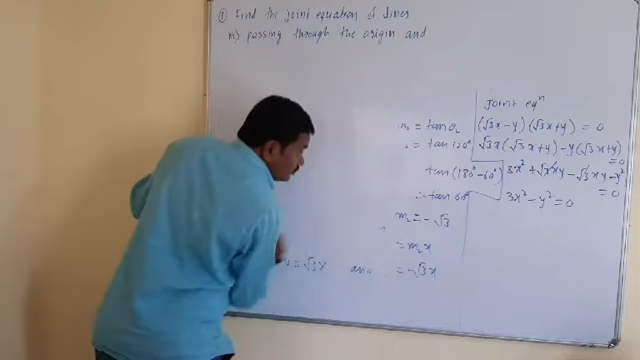 ① Find the joint equation of lines
iii) passing through the origin and
m₂ = tan θ₂
= tan 120°
tan (180° - 60°)
= - tan 60°
m₂ = - √3
= m₂x
= √3x and = -√3x
Joint eqⁿ
(√3x - y) (√3x + y) = 0
√3x (√3x + y) - y (√3x + y) = 0
3x² + √3xy - √3xy - y² = 0
3x² - y² = 0